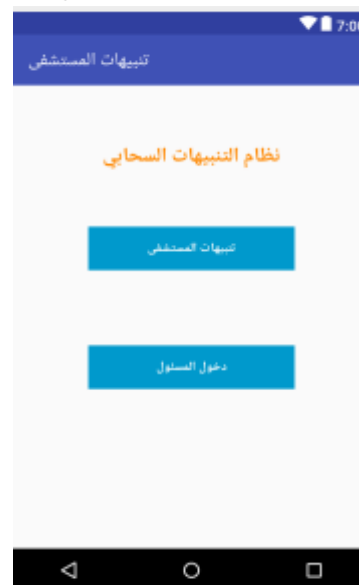 7:00
تنبيهات المستشفى
نظام التنبيهات السحابي
تنبيهات المستشفى
دخول المسئول